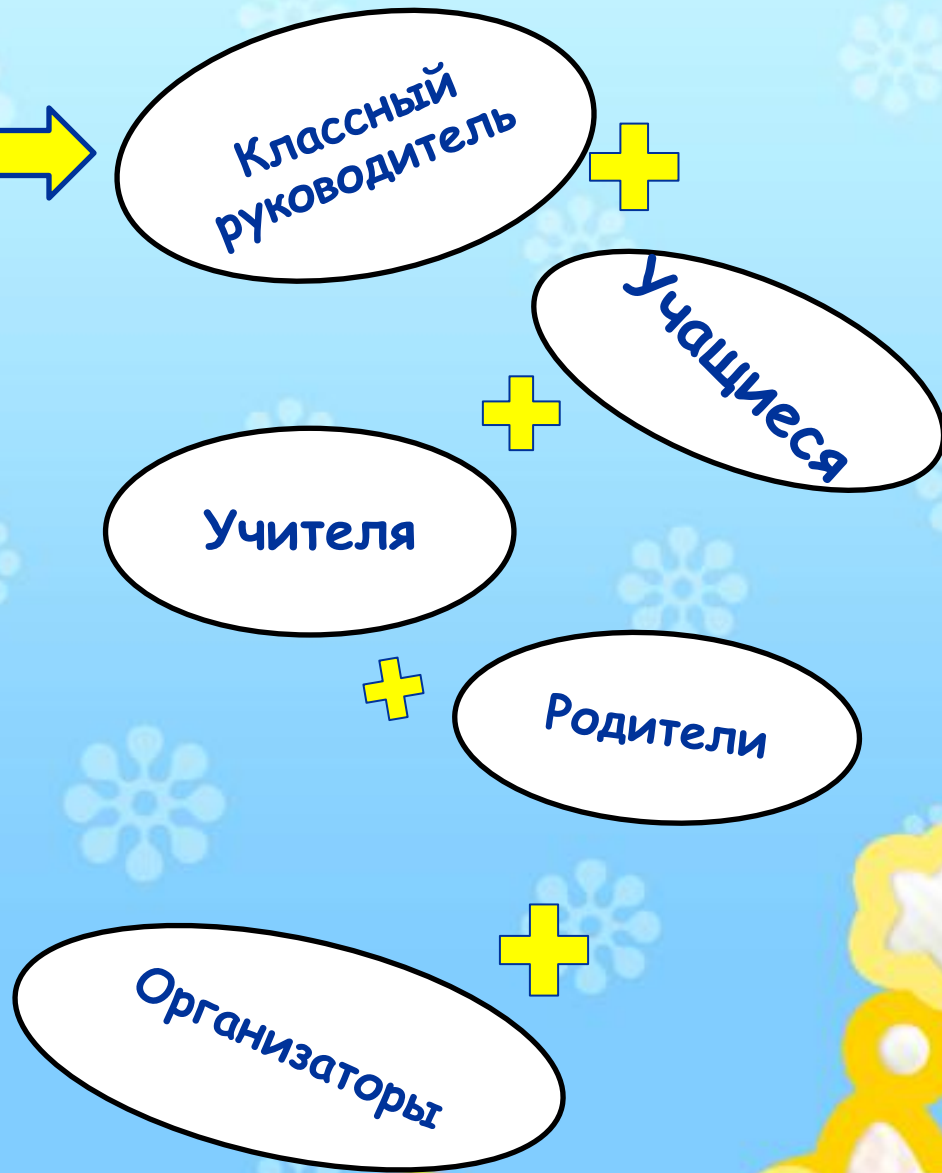 Классный
руководитель
Учащиеся
Учителя
Родители
Организаторы